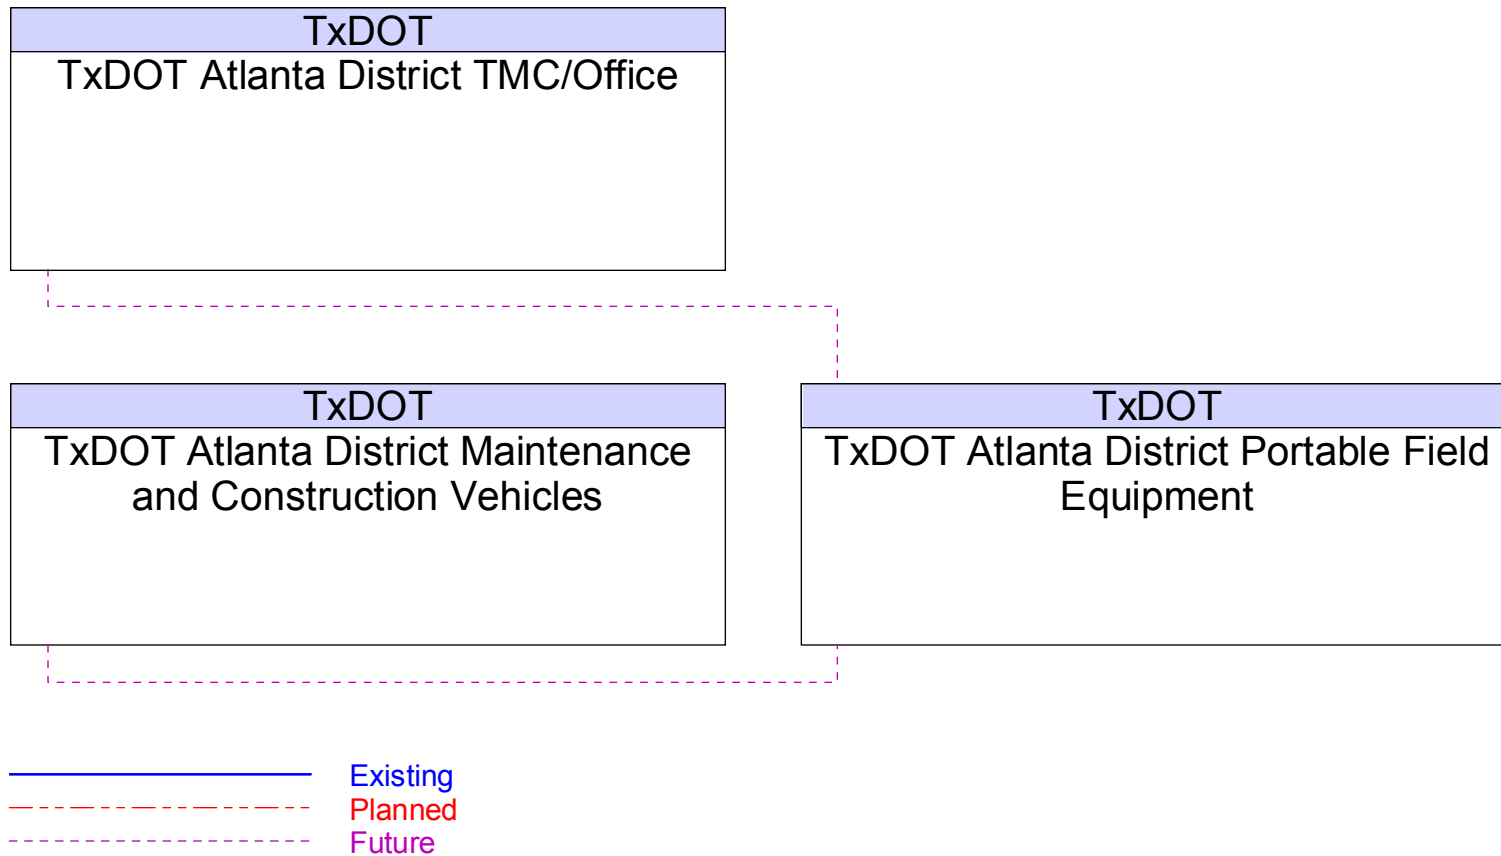 TxDOT
TxDOT Atlanta District TMC/Office
TxDOT
TxDOT Atlanta District Maintenance
and Construction Vehicles
TxDOT
TxDOT Atlanta District Portable Field
Equipment
Existing
Planned
Future